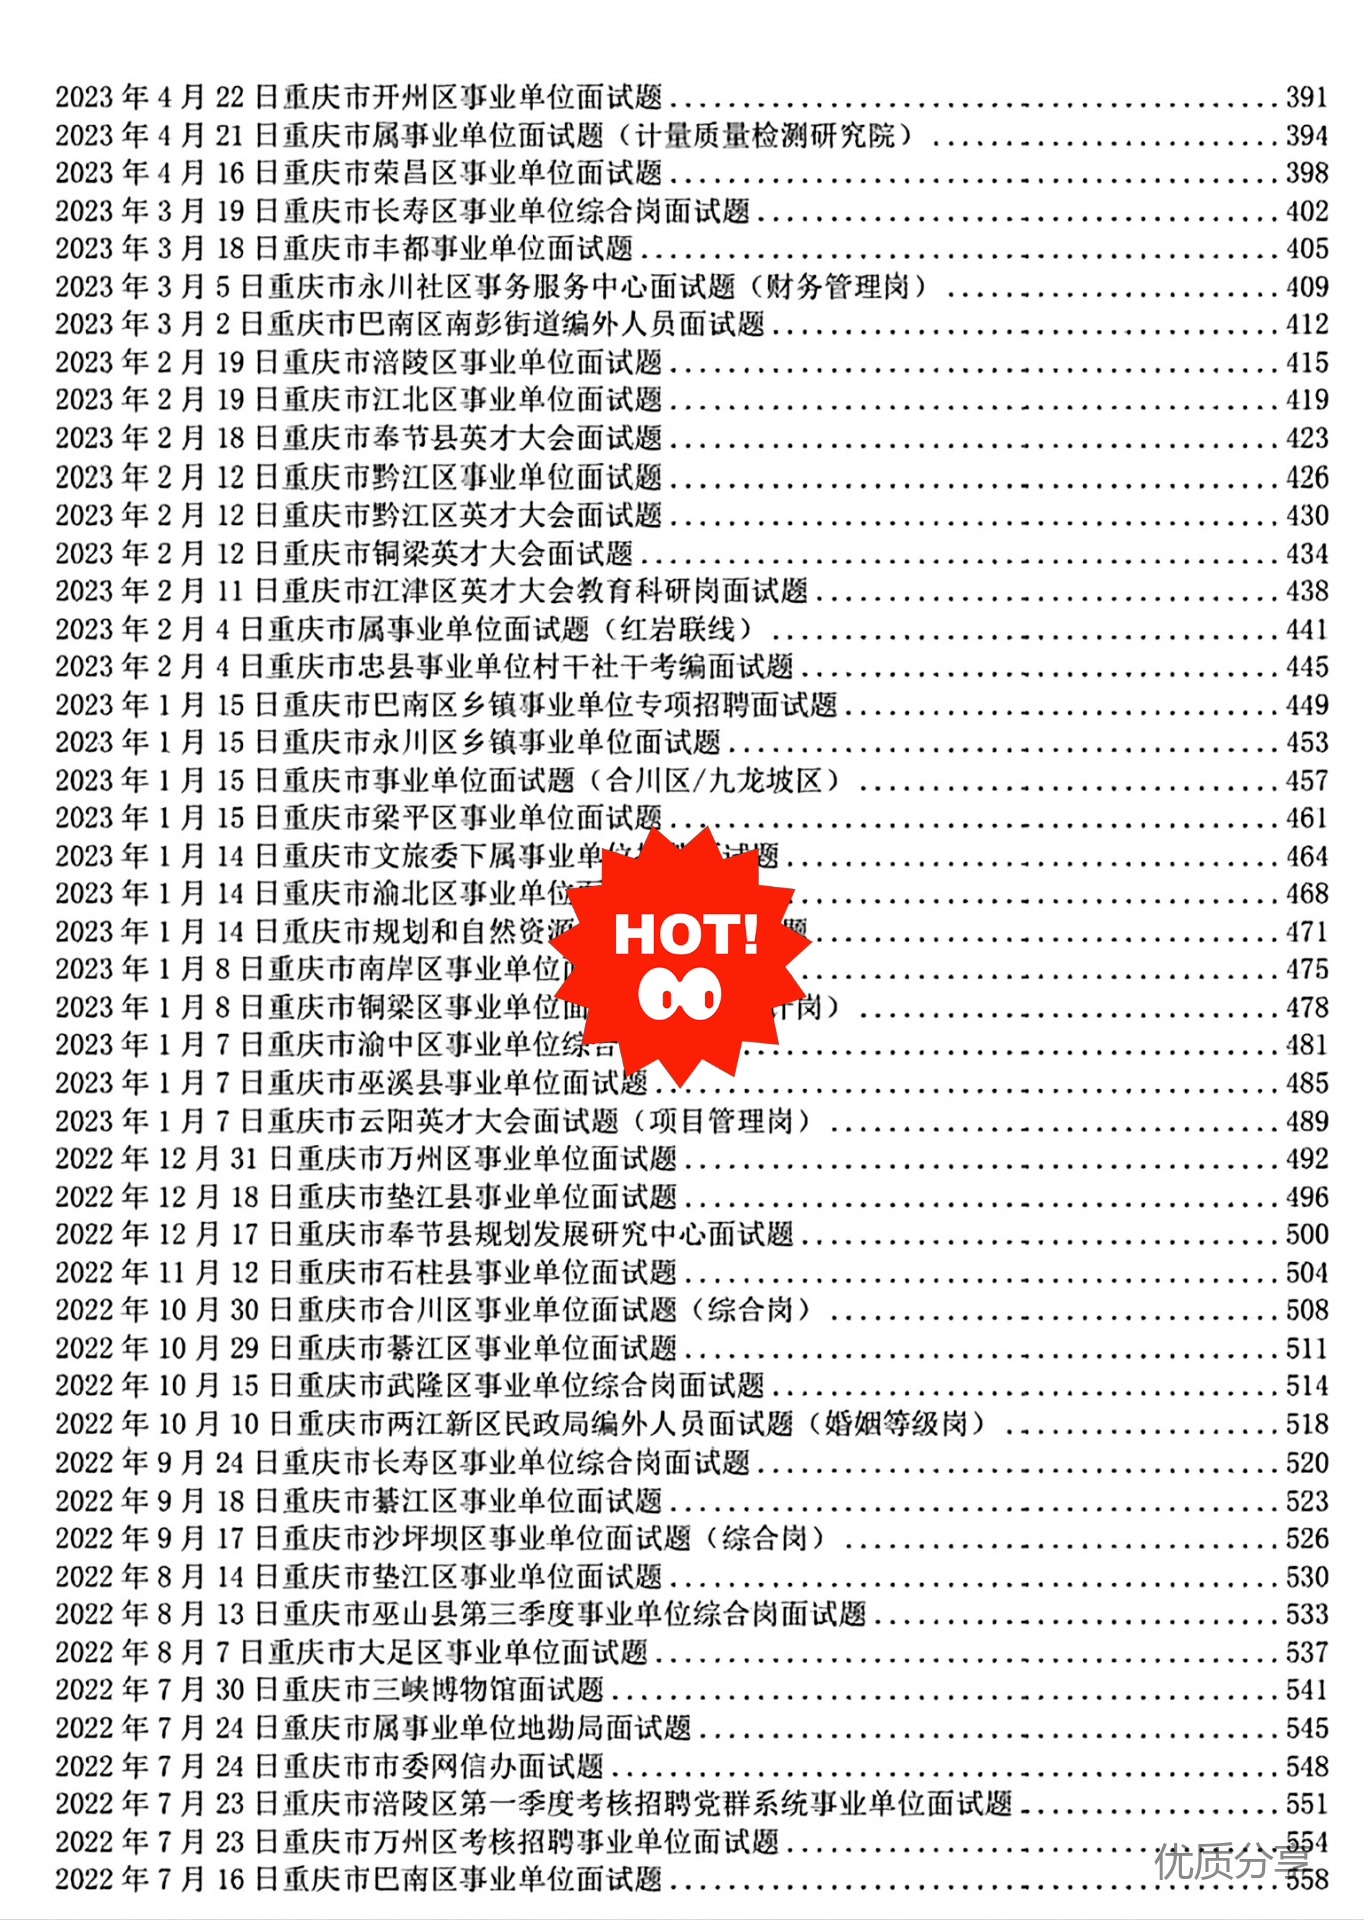 2023 年 4 月 22 日重庆市开州区事业单位面试题........................................391
2023 年 4 月 21 日重庆市属事业单位面试题（计量质量检测研究院）........................394
2023 年 4 月 16 日重庆市荣昌区事业单位面试题........................................398
2023 年 3 月 19 日重庆市长寿区事业单位综合岗面试题..................................402
2023 年 3 月 18 日重庆市丰都事业单位面试题..........................................405
2023 年 3 月 5 日重庆市永川社区事务服务中心面试题（财务管理岗）......................409
2023 年 3 月 2 日重庆市巴南区南彭街道编外人员面试题.................................412
2023 年 2 月 19 日重庆市涪陵区事业单位面试题........................................415
2023 年 2 月 19 日重庆市江北区事业单位面试题........................................419
2023 年 2 月 18 日重庆市奉节县英才大会面试题........................................423
2023 年 2 月 12 日重庆市黔江区事业单位面试题........................................426
2023 年 2 月 12 日重庆市黔江区英才大会面试题........................................430
2023 年 2 月 12 日重庆市铜梁英才大会面试题..........................................434
2023 年 2 月 11 日重庆市江津区英才大会教育科研岗面试题..............................438
2023 年 2 月 4 日重庆市属事业单位面试题（红岩联线）.................................441
2023 年 2 月 4 日重庆市忠县事业单位村干社干考编面试题...............................445
2023 年 1 月 15 日重庆市巴南区乡镇事业单位专项招聘面试题............................449
2023 年 1 月 15 日重庆市永川区乡镇事业单位面试题....................................453
2023 年 1 月 15 日重庆市事业单位面试题（合川区/九龙坡区）...........................457
2023 年 1 月 15 日重庆市梁平区事业单位面试题........................................461
2023 年 1 月 14 日重庆市文旅委下属事业单位 试题................................464
2023 年 1 月 14 日重庆市渝北区事业单位 ................................468
2023 年 1 月 14 日重庆市规划和自然资源 题..............................471
2023 年 1 月 8 日重庆市南岸区事业单位 ................................475
2023 年 1 月 8 日重庆市铜梁区事业单位面 岗）............................478
HOT!
2023 年 1 月 7 日重庆市渝中区事业单位综合 ................................481
2023 年 1 月 7 日重庆市巫溪县事业单位面试题.........................................485
2023 年 1 月 7 日重庆市云阳英才大会面试题（项目管理岗）.............................489
2022 年 12 月 31 日重庆市万州区事业单位面试题.......................................492
2022 年 12 月 18 日重庆市垫江县事业单位面试题.......................................496
2022 年 12 月 17 日重庆市奉节县规划发展研究中心面试题...............................500
2022 年 11 月 12 日重庆市石柱县事业单位面试题.......................................504
2022 年 10 月 30 日重庆市合川区事业单位面试题（综合岗）.............................508
2022 年 10 月 29 日重庆市綦江区事业单位面试题.......................................511
2022 年 10 月 15 日重庆市武隆区事业单位综合岗面试题.................................514
2022 年 10 月 10 日重庆市两江新区民政局编外人员面试题（婚姻等级岗）.................518
2022 年 9 月 24 日重庆市长寿区事业单位综合岗面试题..................................520
2022 年 9 月 18 日重庆市綦江区事业单位面试题........................................523
2022 年 9 月 17 日重庆市沙坪坝区事业单位面试题（综合岗）............................526
2022 年 8 月 14 日重庆市垫江区事业单位面试题........................................530
2022 年 8 月 13 日重庆市巫山县第三季度事业单位综合岗面试题..........................533
2022 年 8 月 7 日重庆市大足区事业单位面试题.........................................537
2022 年 7 月 30 日重庆市三峡博物馆面试题............................................541
2022 年 7 月 24 日重庆市属事业单位地勘局面试题......................................545
2022 年 7 月 24 日重庆市市委网信办面试题............................................548
2022 年 7 月 23 日重庆市涪陵区第一季度考核招聘党群系统事业单位面试题................551
2022 年 7 月 23 日重庆市万州区考核招聘事业单位面试题................................554
2022 年 7 月 16 日重庆市巴南区事业单位面试题........................................558
优质分享